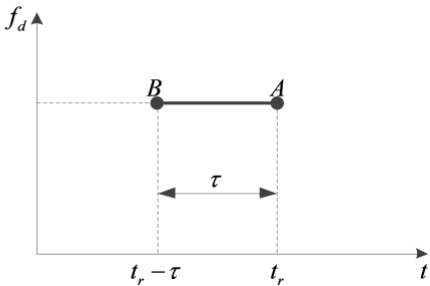 f_d
B A
τ
t_r − τ t_r t